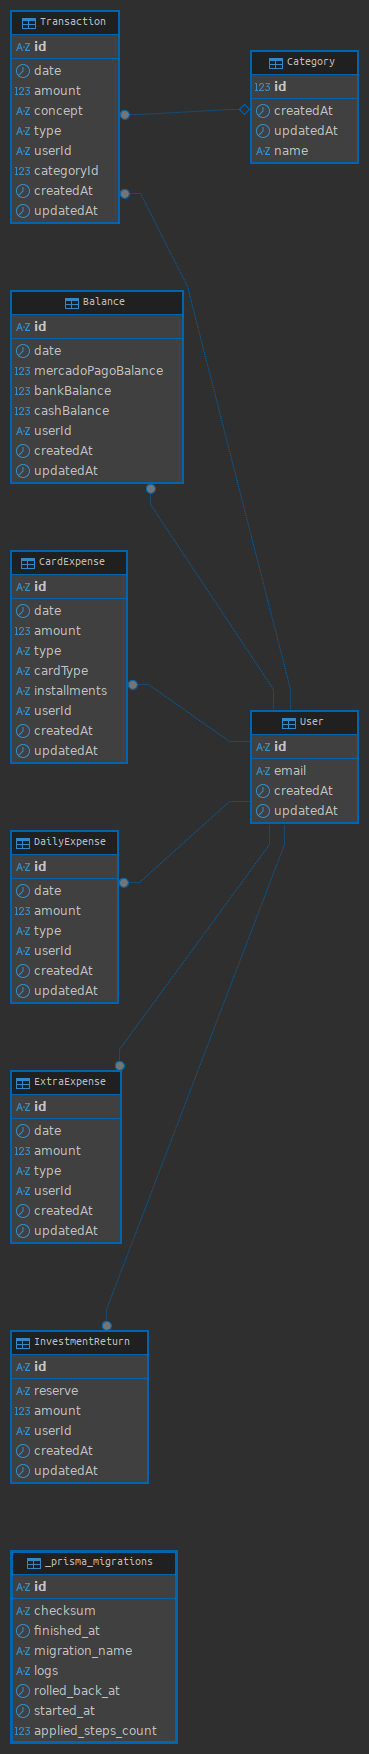 Transaction
A-Z id
date
123 amount
A-Z concept
A-Z type
A-Z userId
123 categoryId
createdAt
updatedAt
Category
123 id
createdAt
updatedAt
A-Z name
Balance
A-Z id
date
123 mercadoPagoBalance
123 bankBalance
123 cashBalance
A-Z userId
createdAt
updatedAt
CardExpense
A-Z id
date
123 amount
A-Z type
A-Z cardType
A-Z installments
A-Z userId
createdAt
updatedAt
User
A-Z id
A-Z email
createdAt
updatedAt
DailyExpense
A-Z id
date
123 amount
A-Z type
A-Z userId
createdAt
updatedAt
ExtraExpense
A-Z id
date
123 amount
A-Z type
A-Z userId
createdAt
updatedAt
InvestmentReturn
A-Z id
A-Z reserve
123 amount
A-Z userId
createdAt
updatedAt
_prisma_migrations
A-Z id
A-Z checksum
finished_at
A-Z migration_name
A-Z logs
rolled_back_at
started_at
123 applied_steps_count